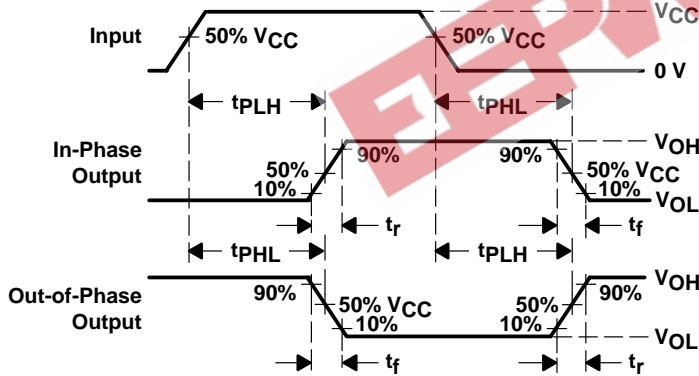 VCC
Input
50% VCC
50% VCC
0 V
tPLH
tPHL
In-Phase
Output
50%
10%
90%
90%
VOH
50% VCC
10%
VOL
tr
tf
tPHL
tPLH
Out-of-Phase
Output
90%
50% VCC
10%
50%
10%
90%
VOH
VOL
tf
tr